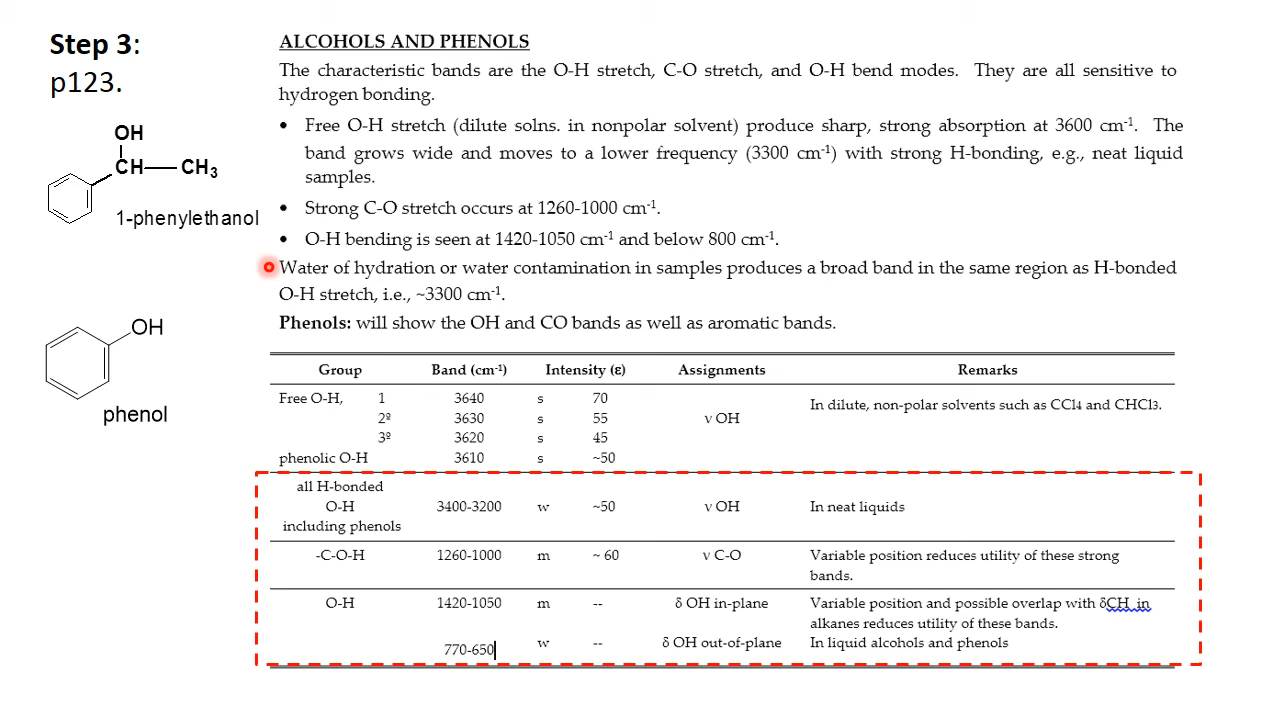 Step 3:
p123.
OH
CH—CH₃
1-phenylethanol
OH
phenol
ALCOHOLS AND PHENOLS
The characteristic bands are the O-H stretch, C-O stretch, and O-H bend modes. They are all sensitive to
hydrogen bonding.
• Free O-H stretch (dilute solns. in nonpolar solvent) produce sharp, strong absorption at 3600 cm⁻¹. The
band grows wide and moves to a lower frequency (3300 cm⁻¹) with strong H-bonding, e.g., neat liquid
samples.
• Strong C-O stretch occurs at 1260-1000 cm⁻¹.
• O-H bending is seen at 1420-1050 cm⁻¹ and below 800 cm⁻¹.
Water of hydration or water contamination in samples produces a broad band in the same region as H-bonded
O-H stretch, i.e., ~3300 cm⁻¹.
Phenols: will show the OH and CO bands as well as aromatic bands.
Group Band (cm⁻¹) Intensity (ε) Assignments Remarks
Free O-H, 1 3640 s 70
In dilute, non-polar solvents such as CCl4 and CHCl3.
2º 3630 s 55 ν OH
3º 3620 s 45
phenolic O-H 3610 s ~50
all H-bonded
O-H 3400-3200 w ~50 ν OH In neat liquids
including phenols
-C-O-H 1260-1000 m ~ 60 ν C-O Variable position reduces utility of these strong
bands.
O-H 1420-1050 m -- δ OH in-plane Variable position and possible overlap with δCH in
alkanes reduces utility of these bands.
770-650 w -- δ OH out-of-plane In liquid alcohols and phenols